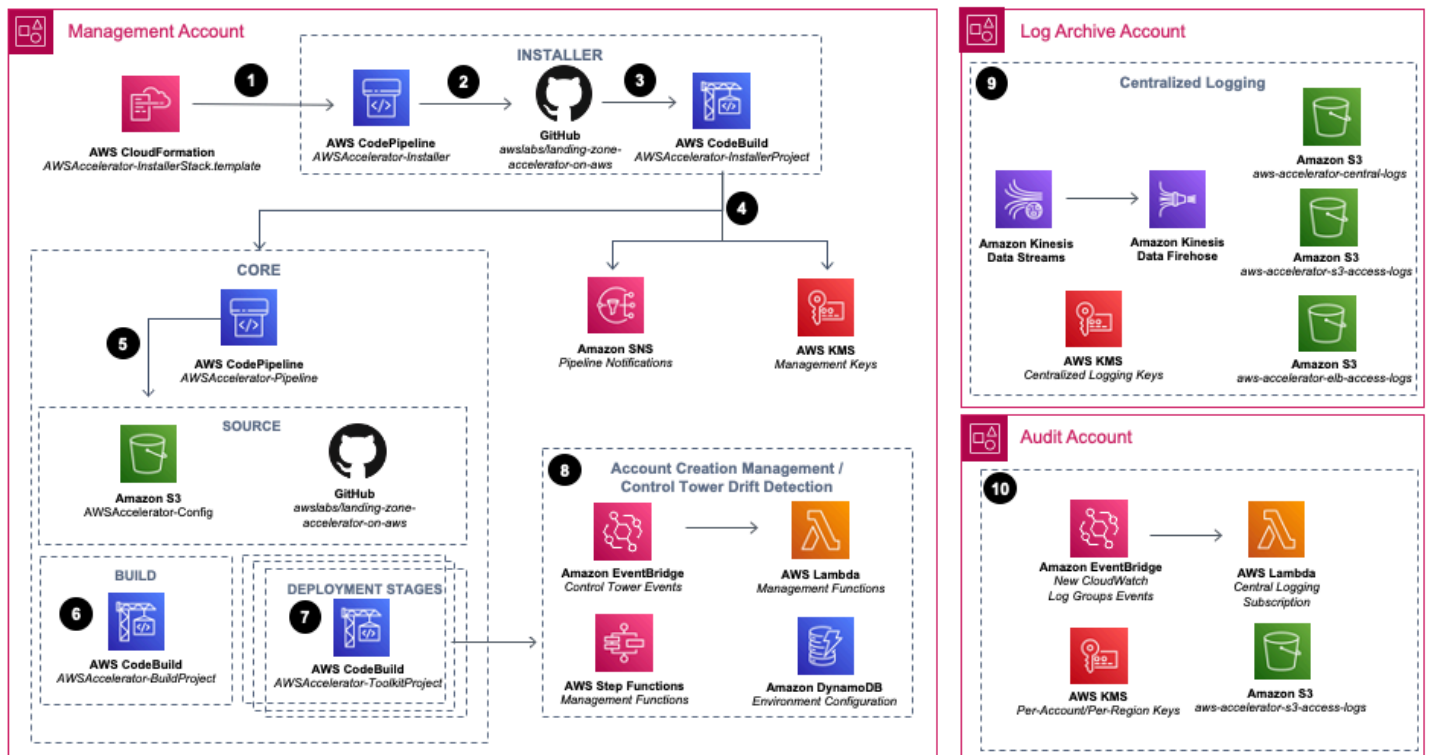 Management Account
INSTALLER
1
2
3
AWS CloudFormation
AWSAccelerator-InstallerStack.template
AWS CodePipeline
AWSAccelerator-Installer
GitHub
awslabs/landing-zone-
accelerator-on-aws
AWS CodeBuild
AWSAccelerator-InstallerProject
4
CORE
5
AWS CodePipeline
AWSAccelerator-Pipeline
Amazon SNS
Pipeline Notifications
AWS KMS
Management Keys
SOURCE
Amazon S3
AWSAccelerator-Config
GitHub
awslabs/landing-zone-
accelerator-on-aws
BUILD
6
AWS CodeBuild
AWSAccelerator-BuildProject
DEPLOYMENT STAGES
7
AWS CodeBuild
AWSAccelerator-ToolkitProject
8
Account Creation Management /
Control Tower Drift Detection
Amazon EventBridge
Control Tower Events
AWS Lambda
Management Functions
AWS Step Functions
Management Functions
Amazon DynamoDB
Environment Configuration
Log Archive Account
9
Centralized Logging
Amazon S3
aws-accelerator-central-logs
Amazon Kinesis
Data Streams
Amazon Kinesis
Data Firehose
Amazon S3
aws-accelerator-s3-access-logs
AWS KMS
Centralized Logging Keys
Amazon S3
aws-accelerator-elb-access-logs
Audit Account
10
Amazon EventBridge
New CloudWatch
Log Groups Events
AWS Lambda
Central Logging
Subscription
AWS KMS
Per-Account/Per-Region Keys
Amazon S3
aws-accelerator-s3-access-logs